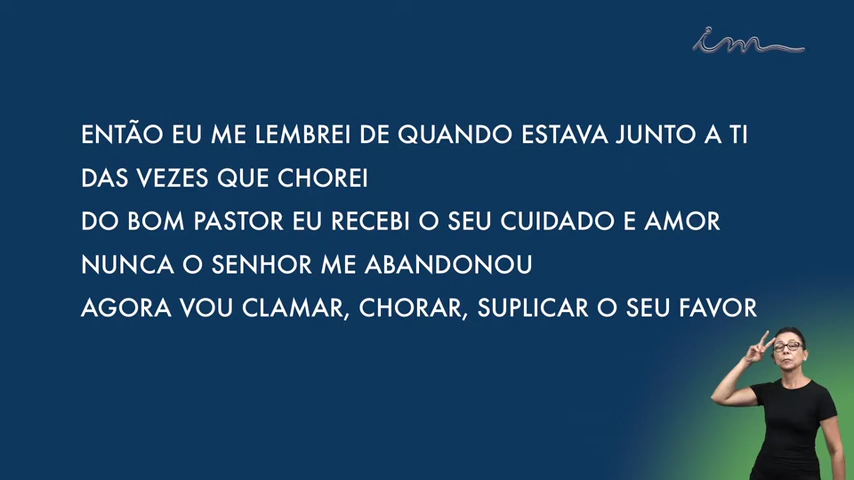 im
ENTÃO EU ME LEMBREI DE QUANDO ESTAVA JUNTO A TI
DAS VEZES QUE CHOREI
DO BOM PASTOR EU RECEBI O SEU CUIDADO E AMOR
NUNCA O SENHOR ME ABANDONOU
AGORA VOU CLAMAR, CHORAR, SUPLICAR O SEU FAVOR